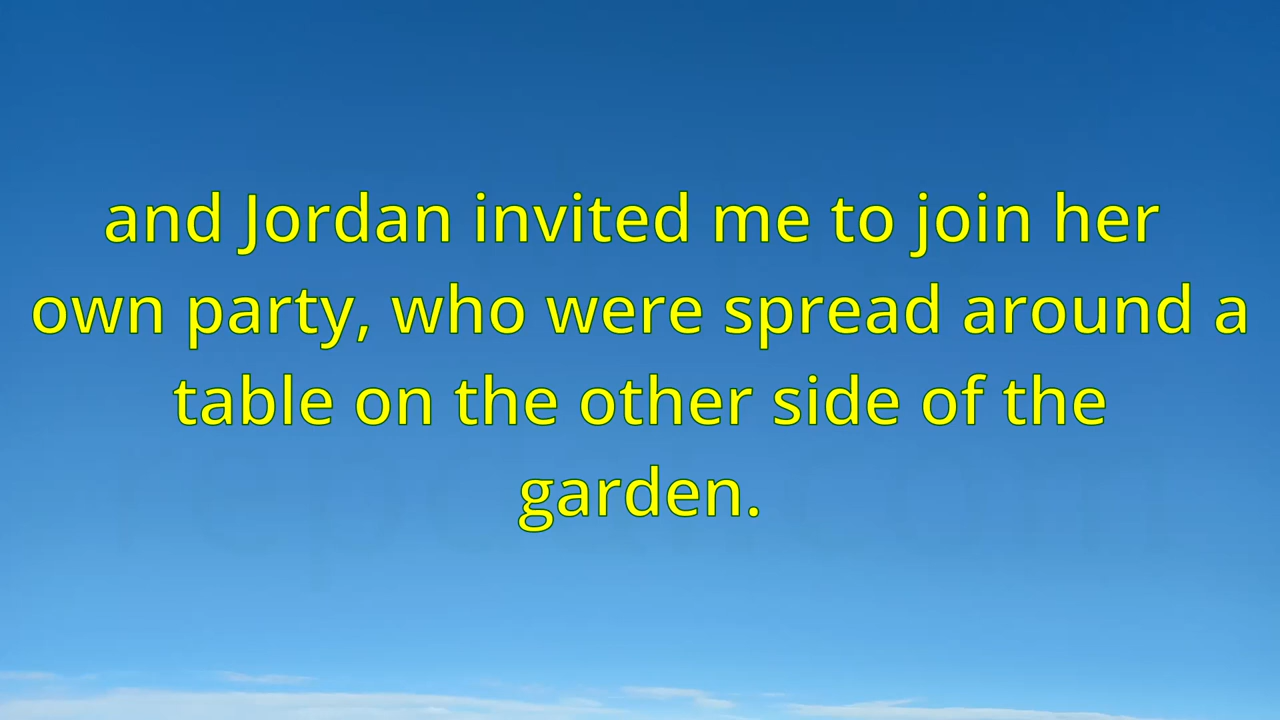 and Jordan invited me to join her
own party, who were spread around a
table on the other side of the
garden.